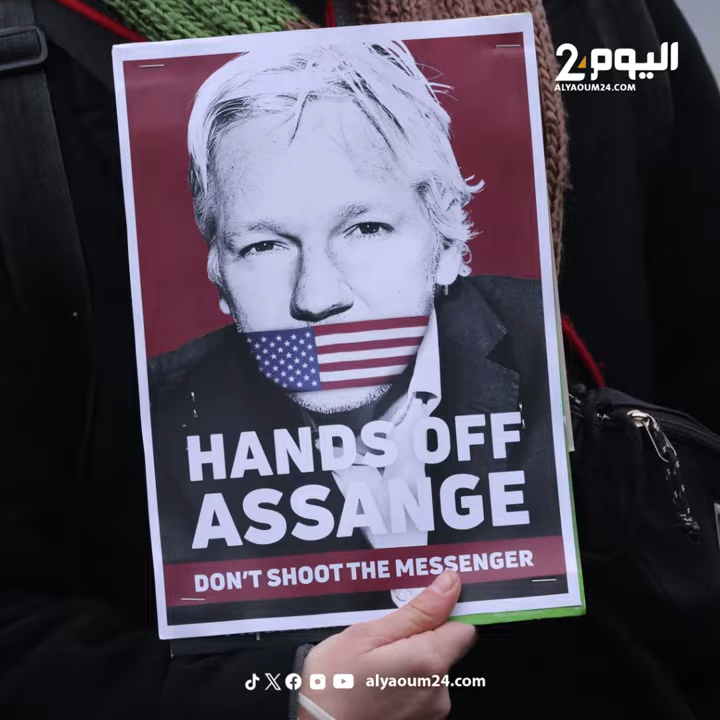 اليوم 24
ALYAOUM24.COM
HANDS OFF
ASSANGE
DON'T SHOOT THE MESSENGER
alyaoum24.com